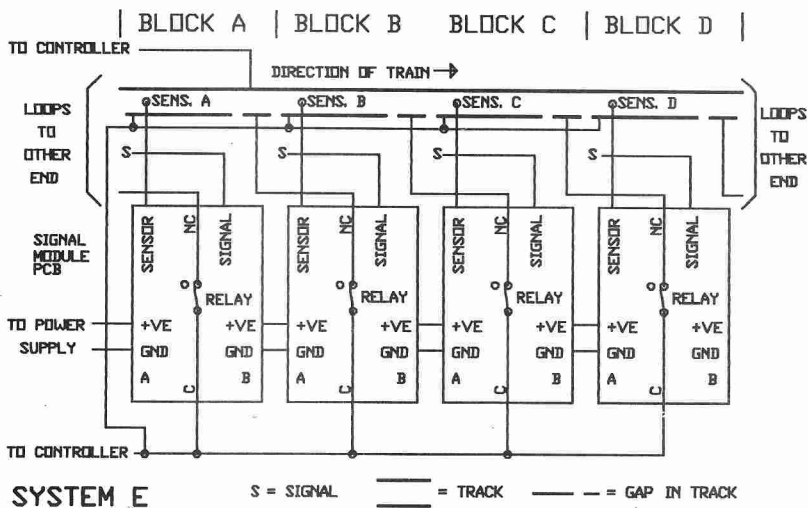 | BLOCK A | BLOCK B | BLOCK C | BLOCK D |
TO CONTROLLER
DIRECTION OF TRAIN →
SENS. A SENS. B SENS. C SENS. D
LOOPS
TO
OTHER
END
LOOPS
TO
OTHER
END
S S S S
SIGNAL
MODULE
PCB
SENSOR NC SIGNAL SENSOR NC SIGNAL SENSOR NC SIGNAL SENSOR NC SIGNAL
RELAY RELAY RELAY RELAY
TO POWER
SUPPLY
+VE +VE +VE +VE +VE +VE +VE +VE
GND GND GND GND GND GND GND GND
A C B A C B A C B A C B
TO CONTROLLER
SYSTEM E
S = SIGNAL
= TRACK
= GAP IN TRACK